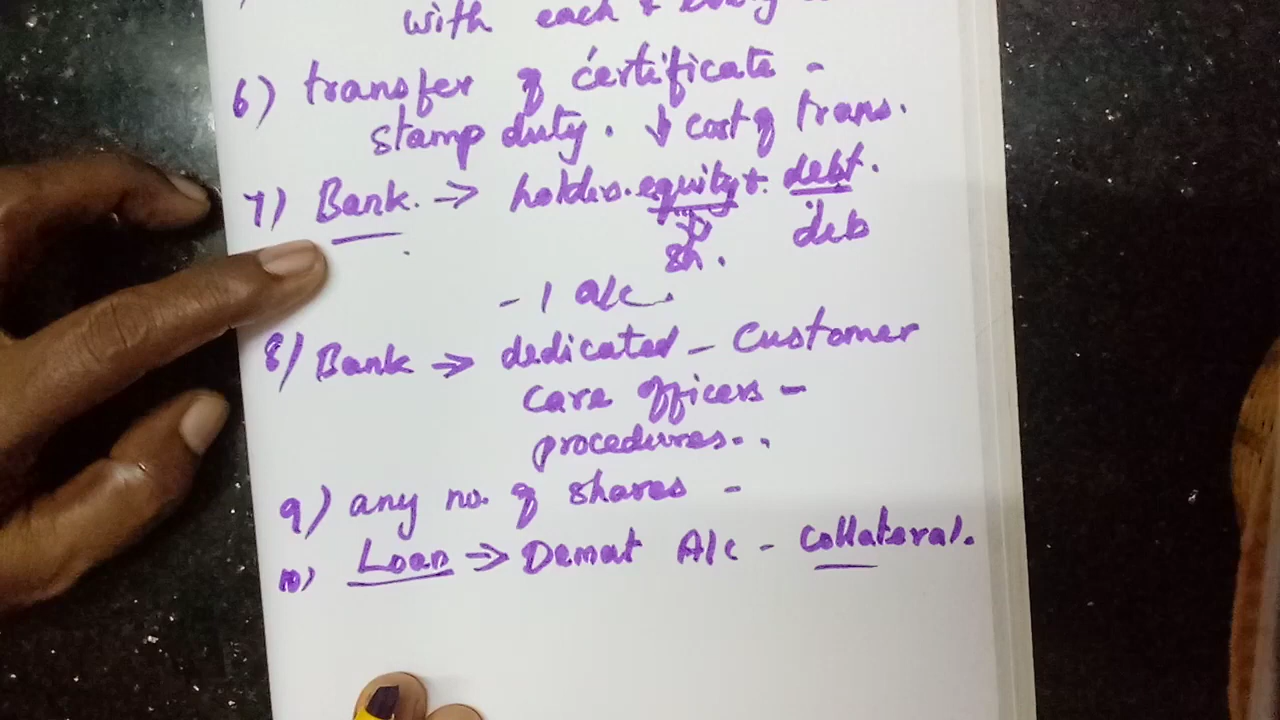 with each &
6) transfer of certificate -
stamp duty. ↓ cost of trans.
7) Bank. → holds. equity + debt.
sh. deb
- 1 a/c.
8) Bank → dedicated - Customer
care officers -
procedures..
9) any no. of shares -
10) Loan → Demat A/c - Collateral.